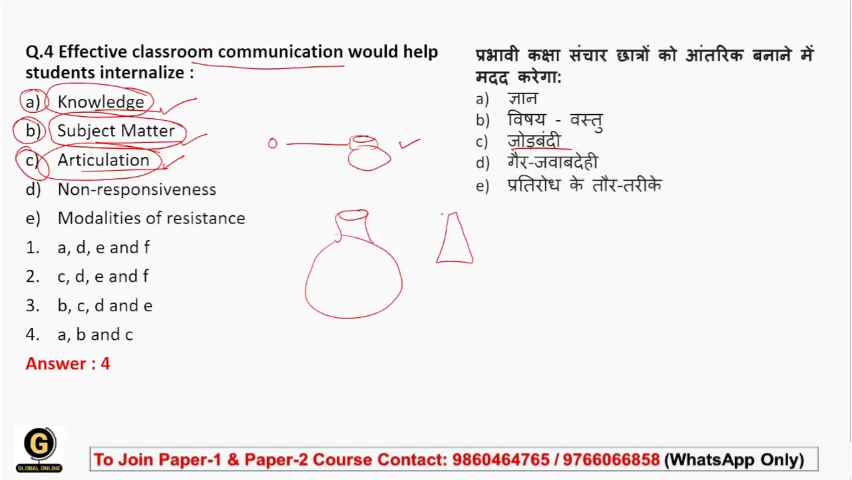 Q.4 Effective classroom communication would help
students internalize :
a) Knowledge
b) Subject Matter
c) Articulation
d) Non-responsiveness
e) Modalities of resistance
1. a, d, e and f
2. c, d, e and f
3. b, c, d and e
4. a, b and c
Answer : 4
प्रभावी कक्षा संचार छात्रों को आंतरिक बनाने में
मदद करेगा:
a) ज्ञान
b) विषय - वस्तु
c) जोड़बंदी
d) गैर-जवाबदेही
e) प्रतिरोध के तौर-तरीके
G
GLOBAL ONLINE
To Join Paper-1 & Paper-2 Course Contact: 9860464765 / 9766066858 (WhatsApp Only)